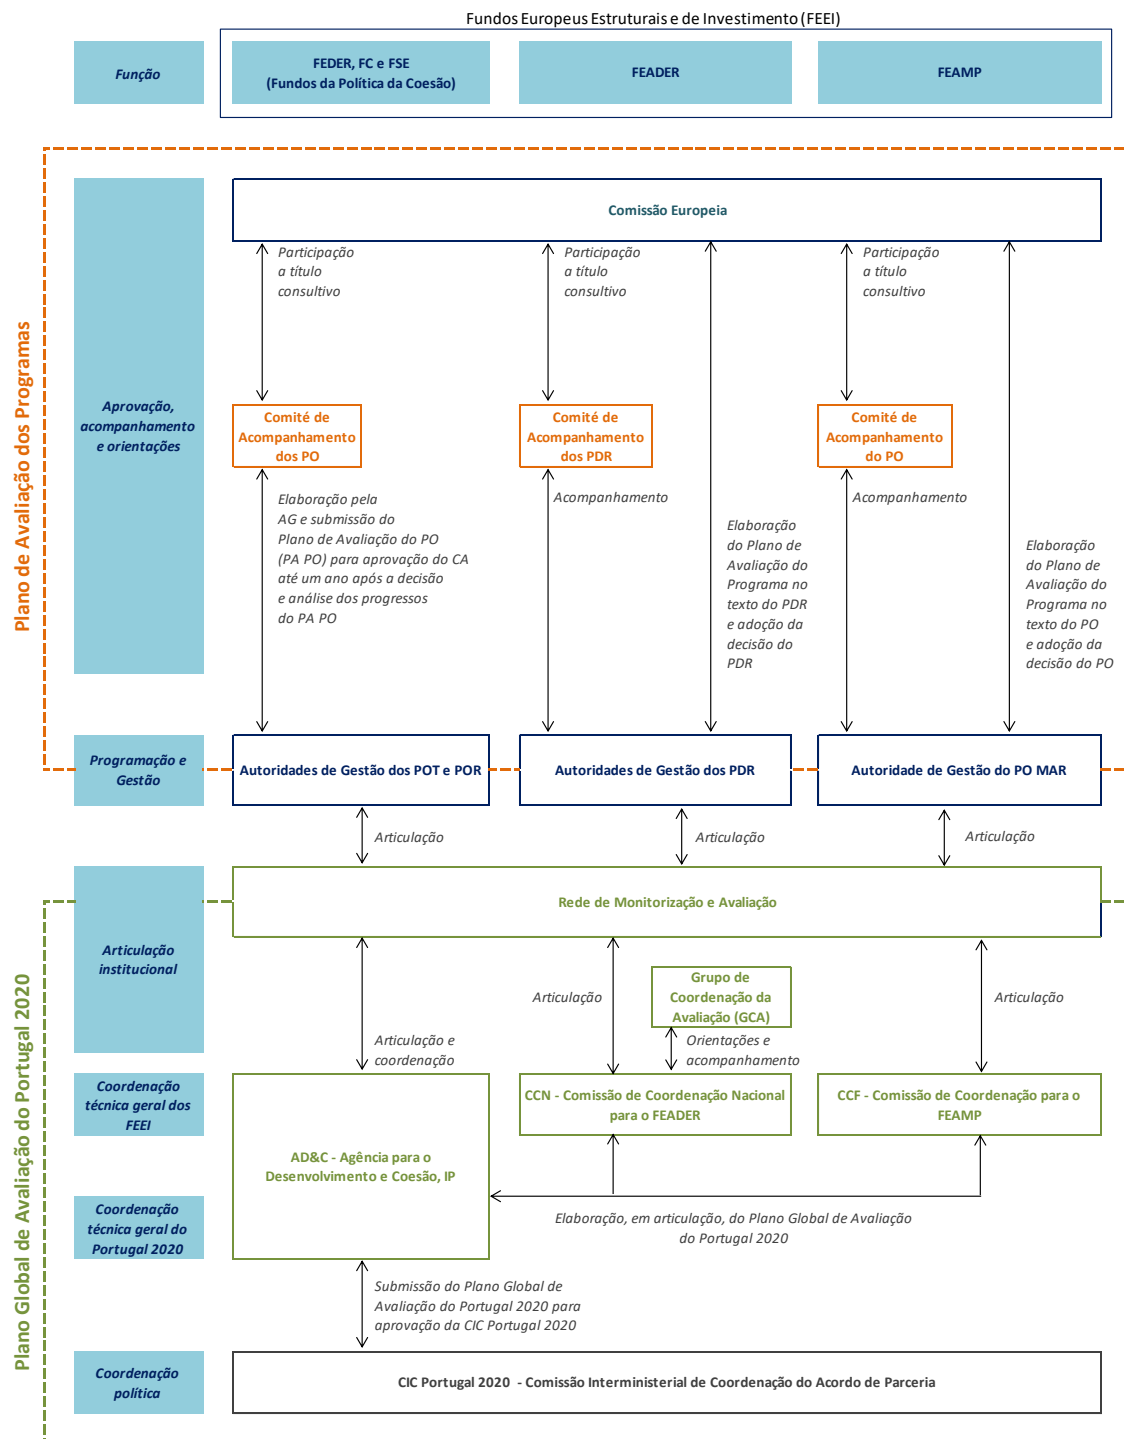 Fundos Europeus Estruturais e de Investimento (FEEI)
Função
FEDER, FC e FSE
(Fundos da Política da Coesão)
FEADER
FEAMP
Plano de Avaliação dos Programas
Aprovação,
acompanhamento
e orientações
Comissão Europeia
Participação
a título
consultivo
Participação
a título
consultivo
Participação
a título
consultivo
Comité de
Acompanhamento
dos PO
Comité de
Acompanhamento
dos PDR
Comité de
Acompanhamento
do PO
Elaboração pela
AG e submissão do
Plano de Avaliação do PO
(PA PO) para aprovação do CA
até um ano após a decisão
e análise dos progressos
do PA PO
Acompanhamento
Elaboração
do Plano de
Avaliação do
Programa no
texto do PDR
e adoção da
decisão do
PDR
Acompanhamento
Elaboração
do Plano de
Avaliação do
Programa no
texto do PO
e adoção da
decisão do PO
Programação e
Gestão
Autoridades de Gestão dos POT e POR
Autoridades de Gestão dos PDR
Autoridade de Gestão do PO MAR
Articulação
Articulação
Articulação
Plano Global de Avaliação do Portugal 2020
Articulação
institucional
Rede de Monitorização e Avaliação
Articulação e
coordenação
Articulação
Grupo de
Coordenação da
Avaliação (GCA)
Orientações e
acompanhamento
Articulação
Coordenação
técnica geral dos
FEEI
AD&C - Agência para o
Desenvolvimento e Coesão, IP
CCN - Comissão de Coordenação Nacional
para o FEADER
CCF - Comissão de Coordenação para o
FEAMP
Coordenação
técnica geral do
Portugal 2020
Elaboração, em articulação, do Plano Global de Avaliação
do Portugal 2020
Submissão do Plano Global de
Avaliação do Portugal 2020 para
aprovação da CIC Portugal 2020
Coordenação
política
CIC Portugal 2020 - Comissão Interministerial de Coordenação do Acordo de Parceria